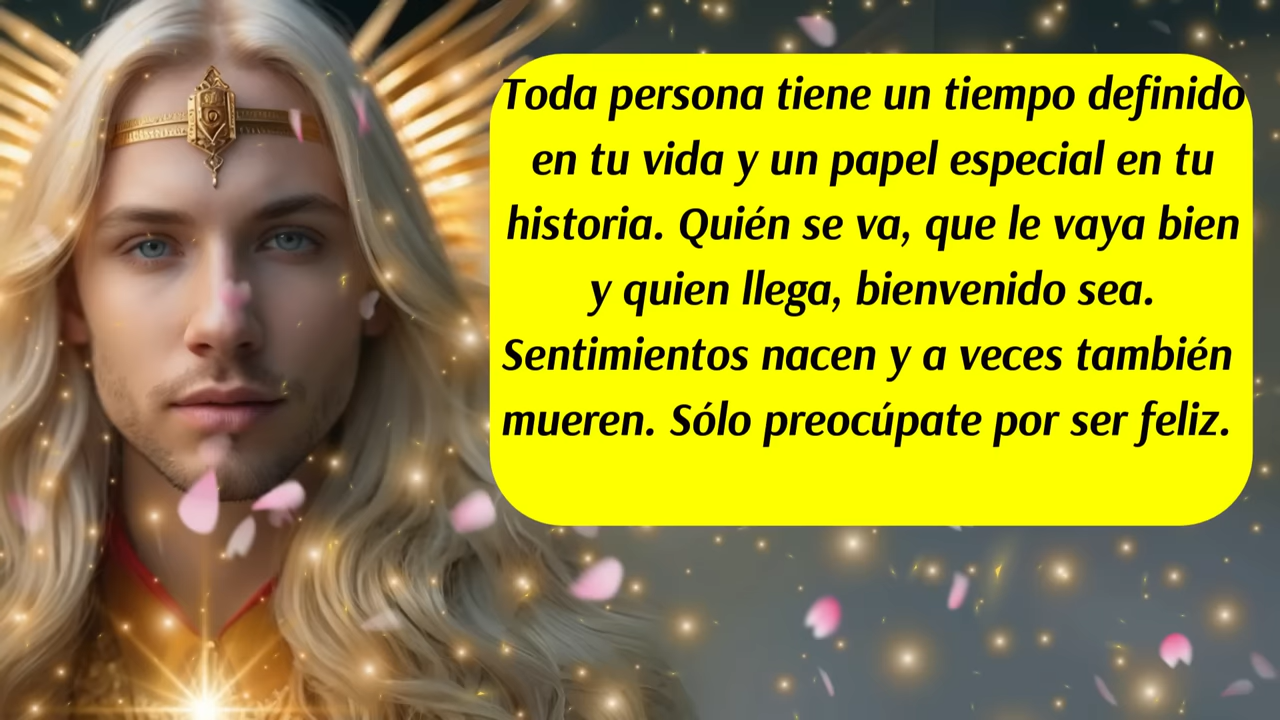 Toda persona tiene un tiempo definido
en tu vida y un papel especial en tu
historia. Quién se va, que le vaya bien
y quien llega, bienvenido sea.
Sentimientos nacen y a veces también
mueren. Sólo preocúpate por ser feliz.